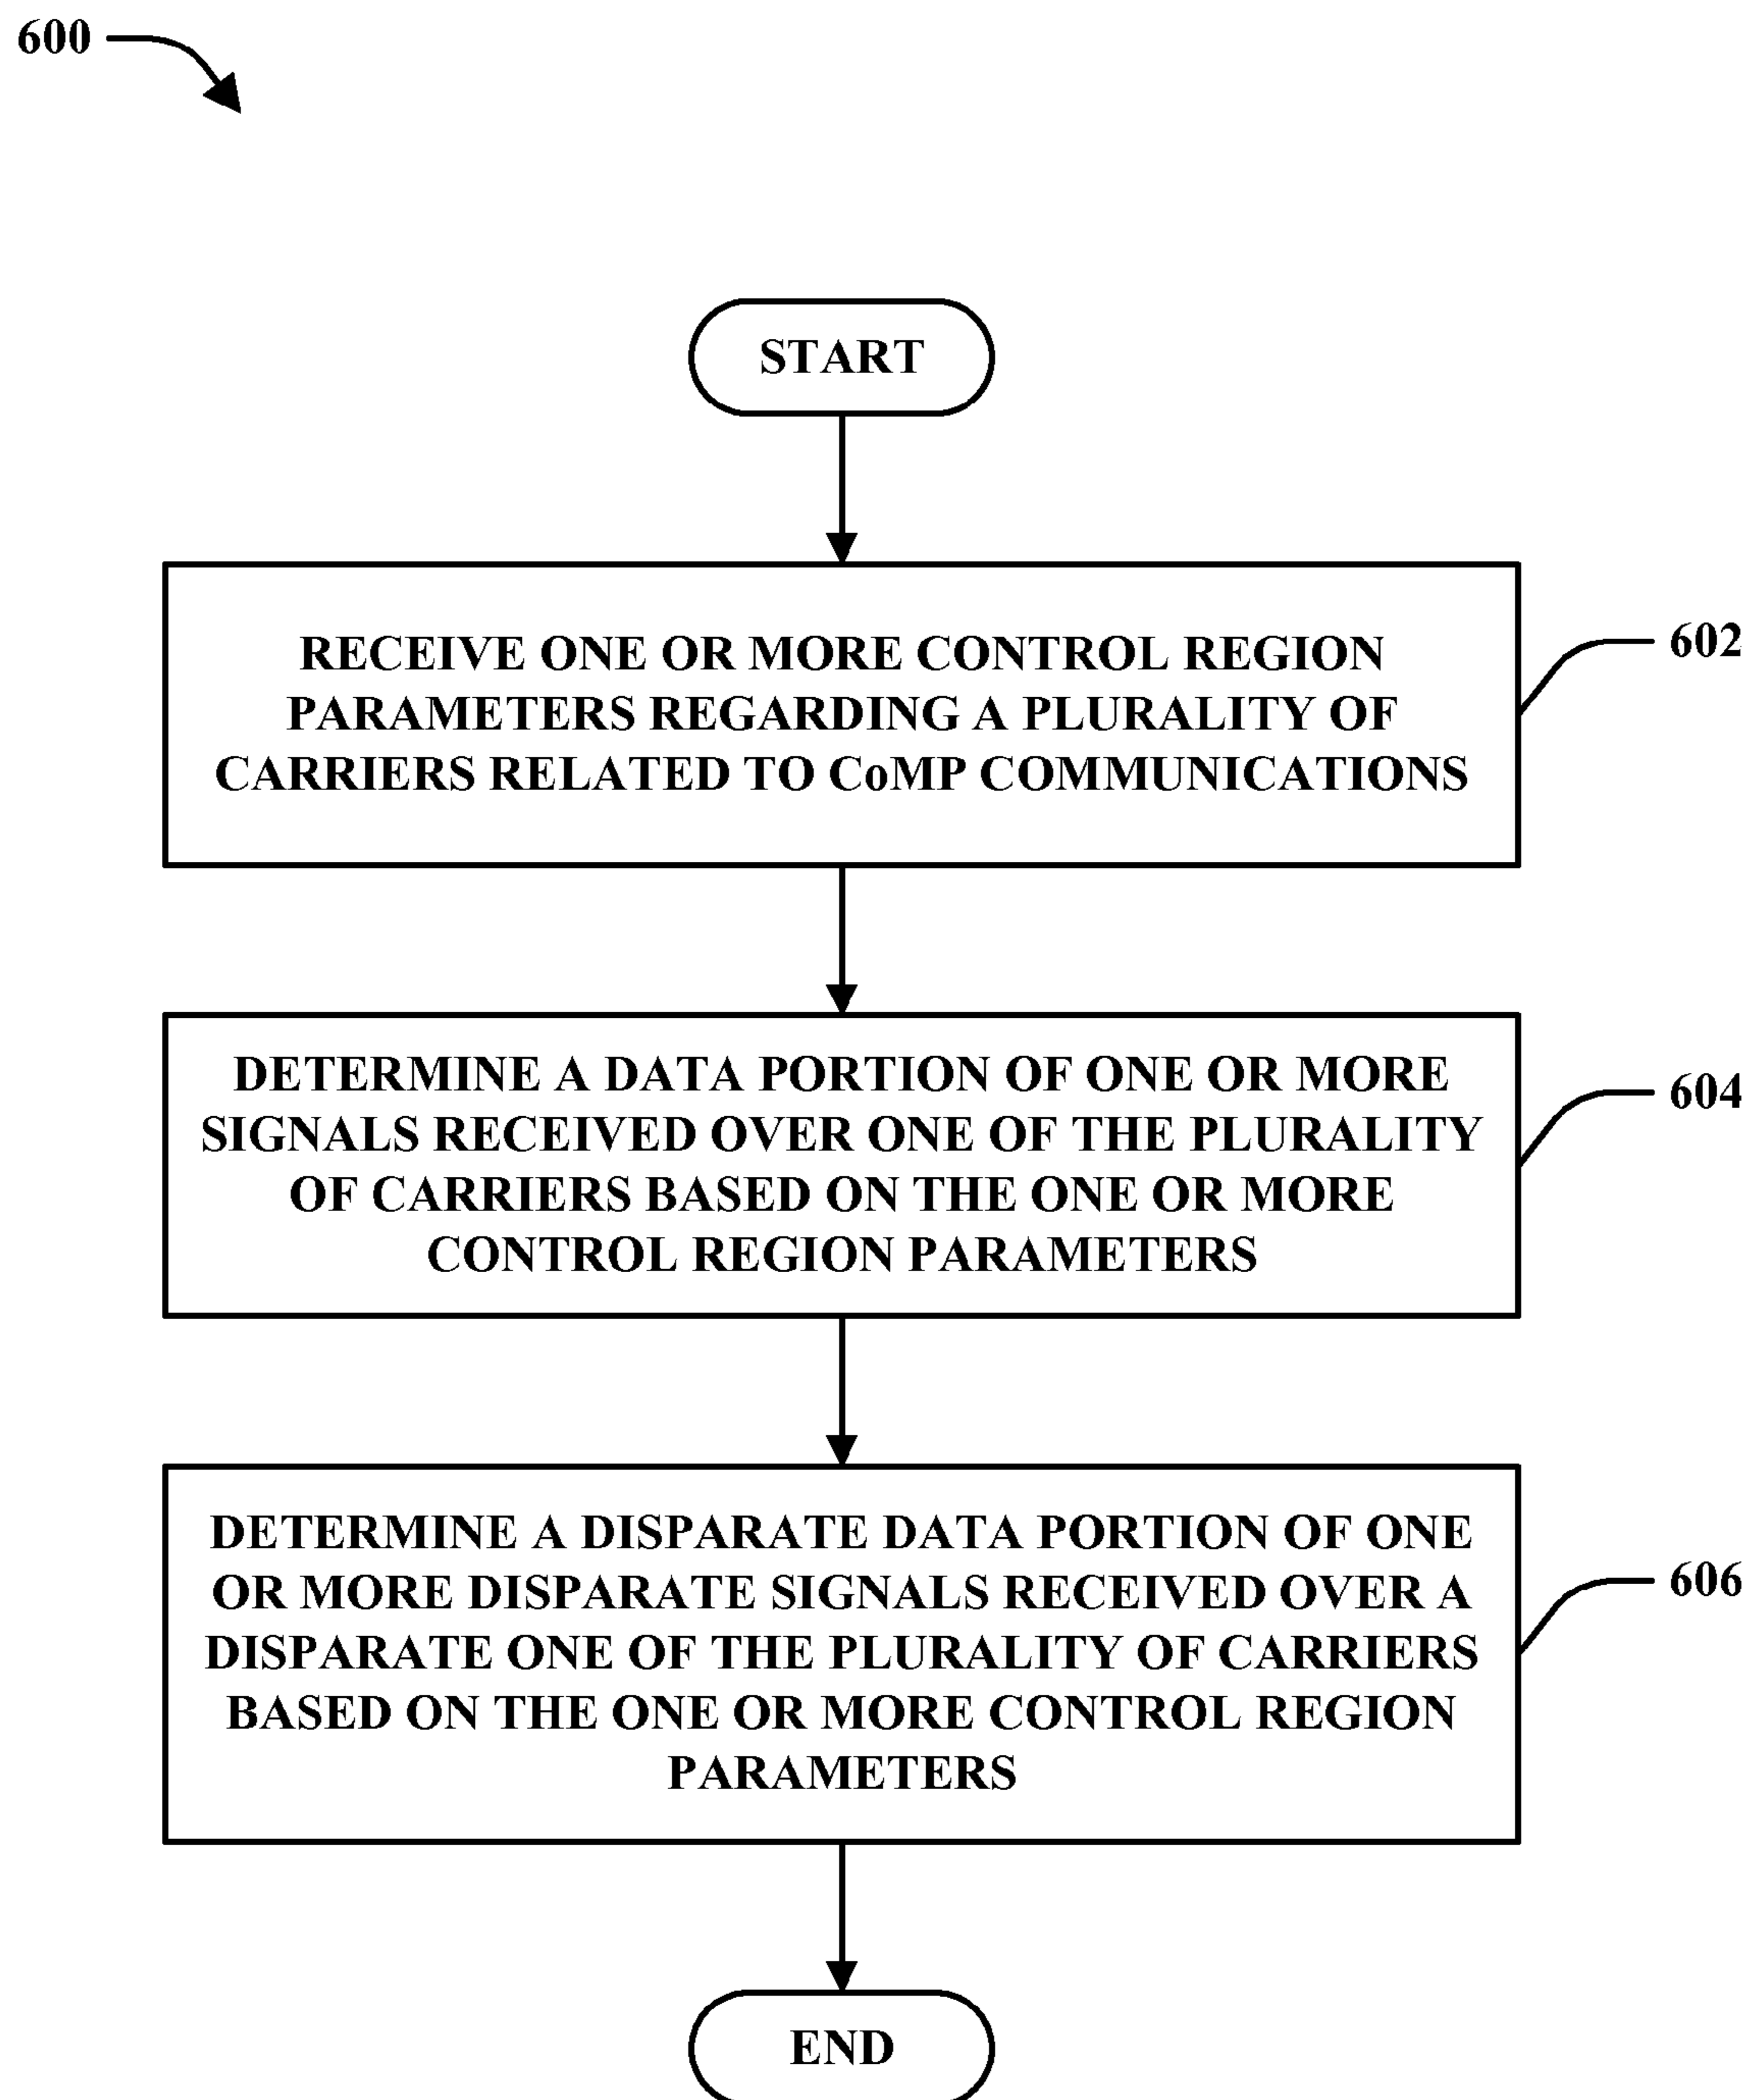 600
START
RECEIVE ONE OR MORE CONTROL REGION
PARAMETERS REGARDING A PLURALITY OF
CARRIERS RELATED TO CoMP COMMUNICATIONS
602
DETERMINE A DATA PORTION OF ONE OR MORE
SIGNALS RECEIVED OVER ONE OF THE PLURALITY
OF CARRIERS BASED ON THE ONE OR MORE
CONTROL REGION PARAMETERS
604
DETERMINE A DISPARATE DATA PORTION OF ONE
OR MORE DISPARATE SIGNALS RECEIVED OVER A
DISPARATE ONE OF THE PLURALITY OF CARRIERS
BASED ON THE ONE OR MORE CONTROL REGION
PARAMETERS
606
END